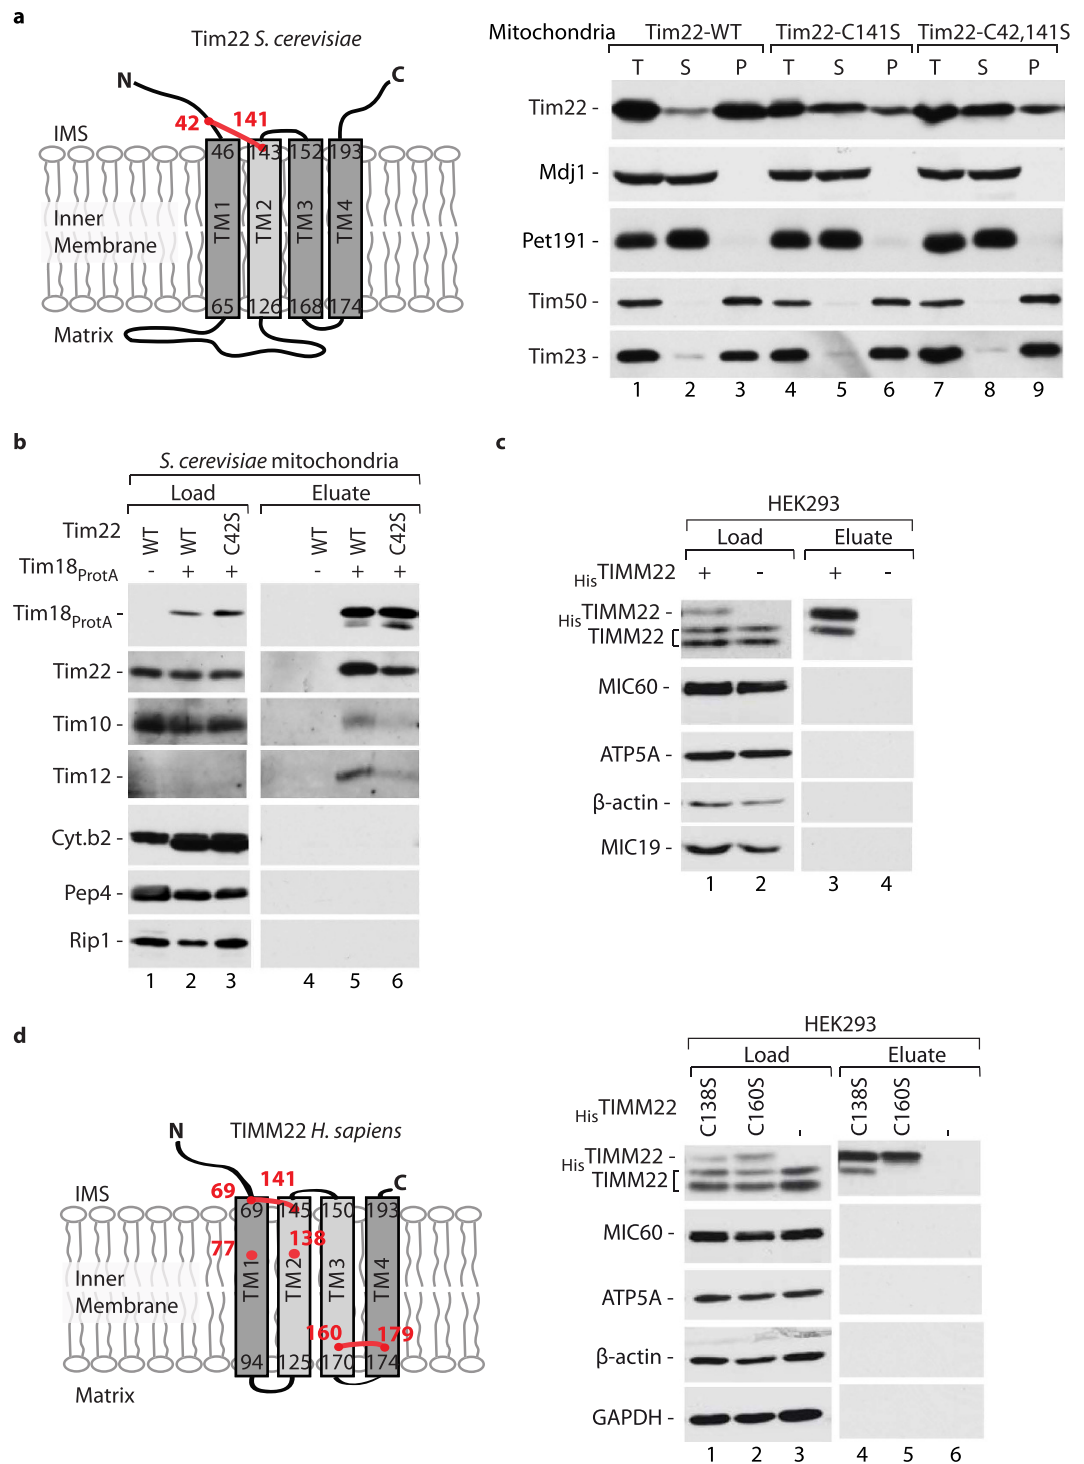 a
Tim22 S. cerevisiae
N
C
42
141
IMS
46
143
152
193
TM1
TM2
TM3
TM4
Inner
Membrane
65
126
168
174
Matrix
Mitochondria Tim22-WT Tim22-C141S Tim22-C42,141S
T S P T S P T S P
Tim22 -
Mdj1 -
Pet191 -
Tim50 -
Tim23 -
1 2 3 4 5 6 7 8 9
b
S. cerevisiae mitochondria
Load Eluate
Tim22 WT WT C42S WT WT C42S
Tim18ProtA - + + - + +
Tim18ProtA -
Tim22 -
Tim10 -
Tim12 -
Cyt.b2 -
Pep4 -
Rip1 -
1 2 3 4 5 6
c
HEK293
Load Eluate
HisTIMM22 + - + -
HisTIMM22 -
TIMM22
MIC60 -
ATP5A -
β-actin -
MIC19 -
1 2 3 4
d
TIMM22 H. sapiens
N
C
69
141
IMS
69
145
150
193
77
138
TM1
TM2
TM3
TM4
Inner
Membrane
160
179
94
125
170
174
Matrix
HEK293
Load Eluate
HisTIMM22 C138S C160S - C138S C160S -
HisTIMM22 -
TIMM22
MIC60 -
ATP5A -
β-actin -
GAPDH -
1 2 3 4 5 6